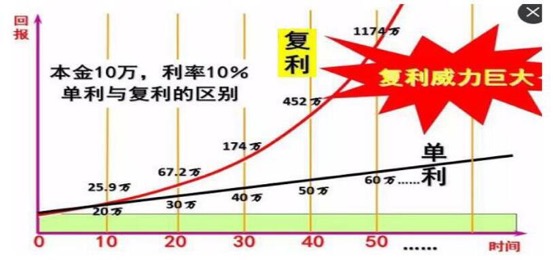 回报
本金10万，利率10%
单利与复利的区别
复利
1174万
复利威力巨大
452万
174万
67.2万
25.9万
单利
20万
30万
40万
50万
60万……
0
10
20
30
40
50
……
时间